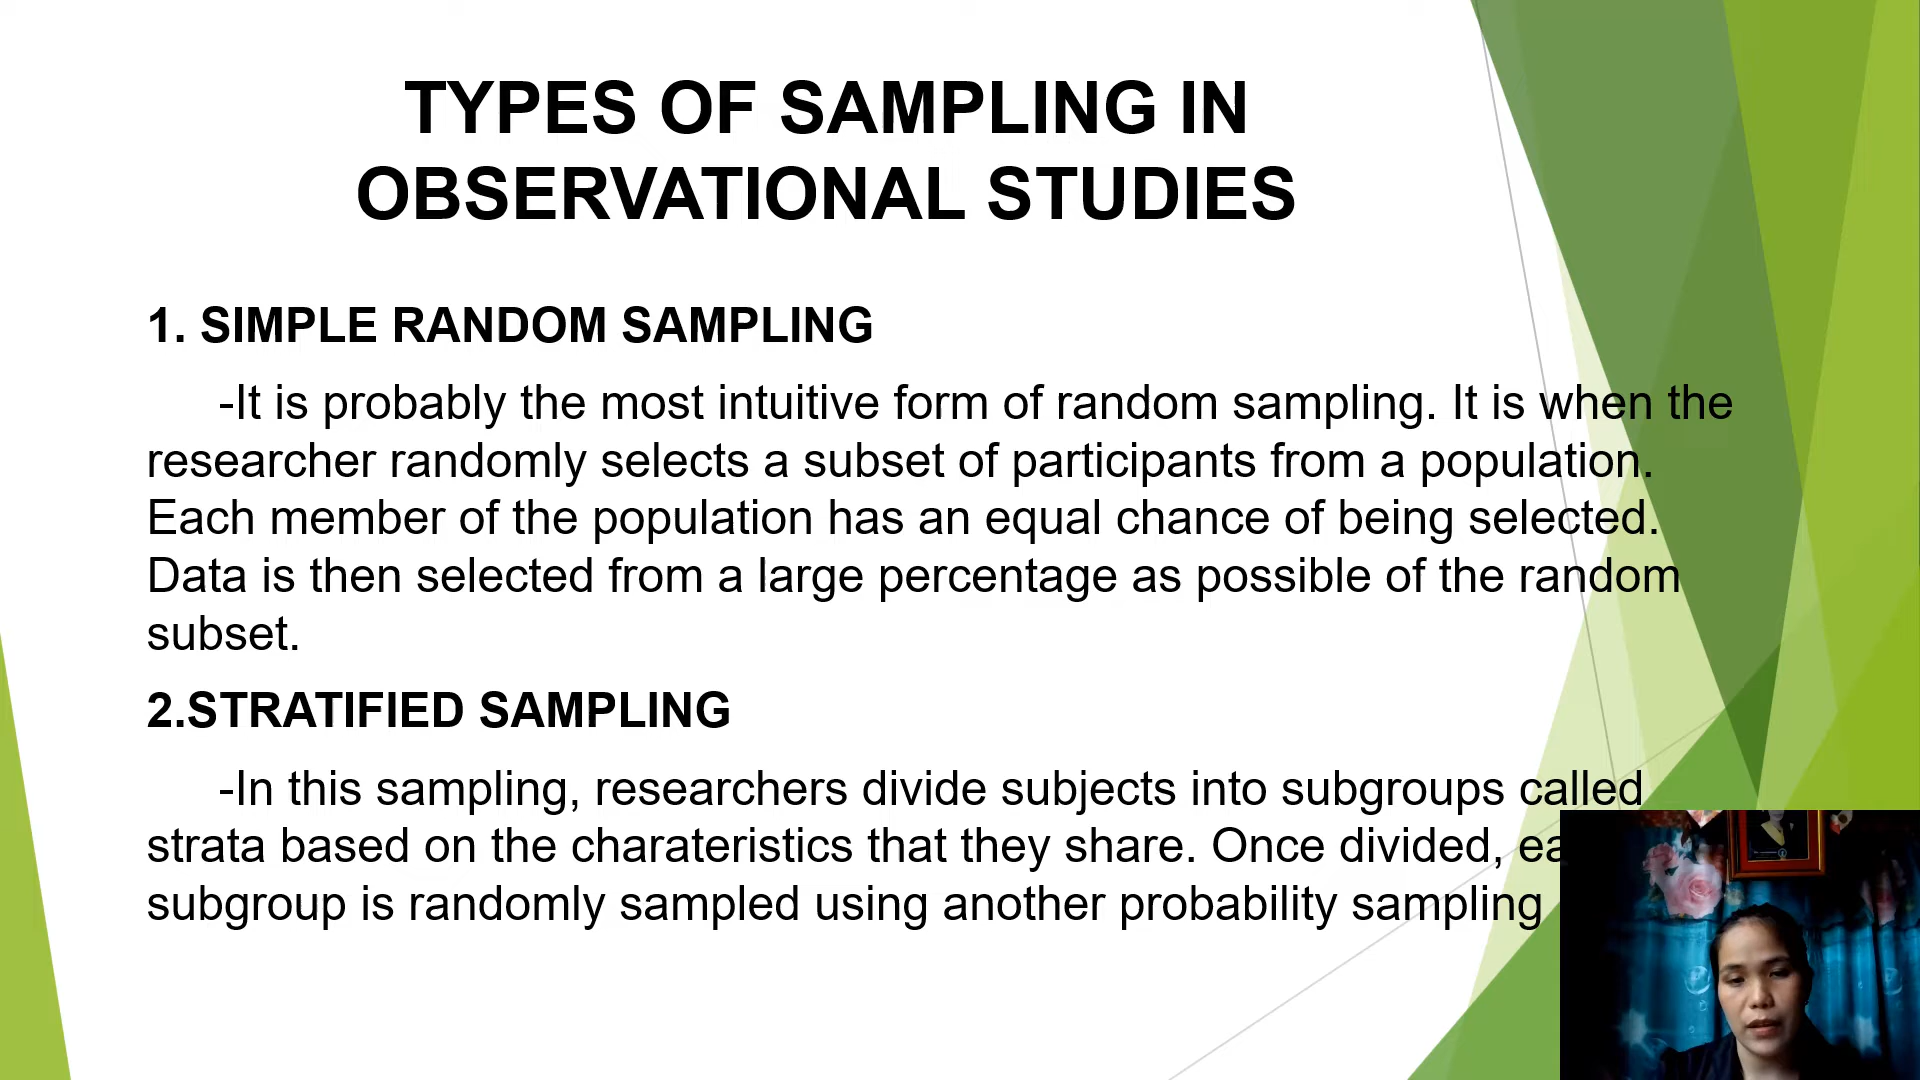 TYPES OF SAMPLING IN
OBSERVATIONAL STUDIES
1. SIMPLE RANDOM SAMPLING
-It is probably the most intuitive form of random sampling. It is when the
researcher randomly selects a subset of participants from a population.
Each member of the population has an equal chance of being selected.
Data is then selected from a large percentage as possible of the random
subset.
2.STRATIFIED SAMPLING
-In this sampling, researchers divide subjects into subgroups called
strata based on the charateristics that they share. Once divided,
subgroup is randomly sampled using another probability sampling